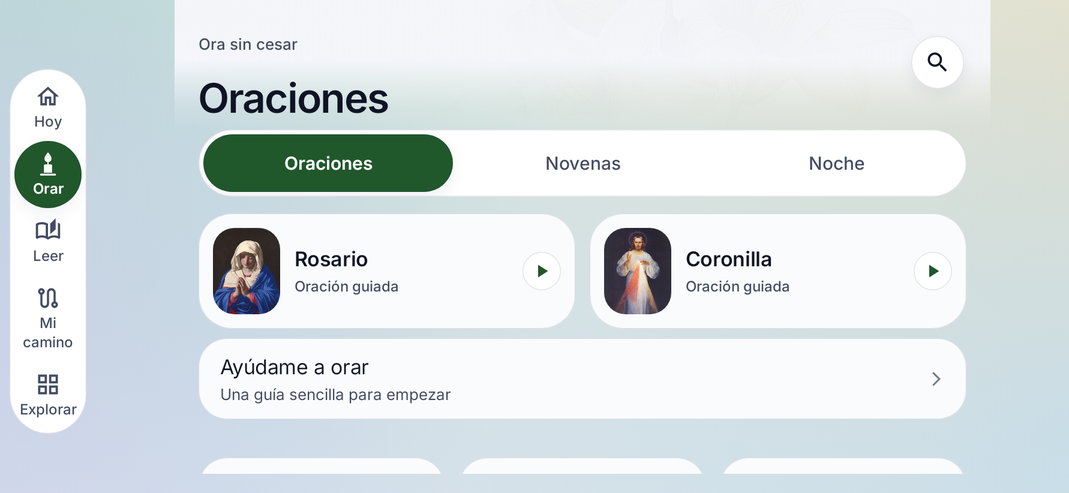 Ora sin cesar
Oraciones
Hoy
Orar
Leer
Mi
camino
Explorar
Oraciones
Novenas
Noche
Rosario
Oración guiada
Coronilla
Oración guiada
Ayúdame a orar
Una guía sencilla para empezar